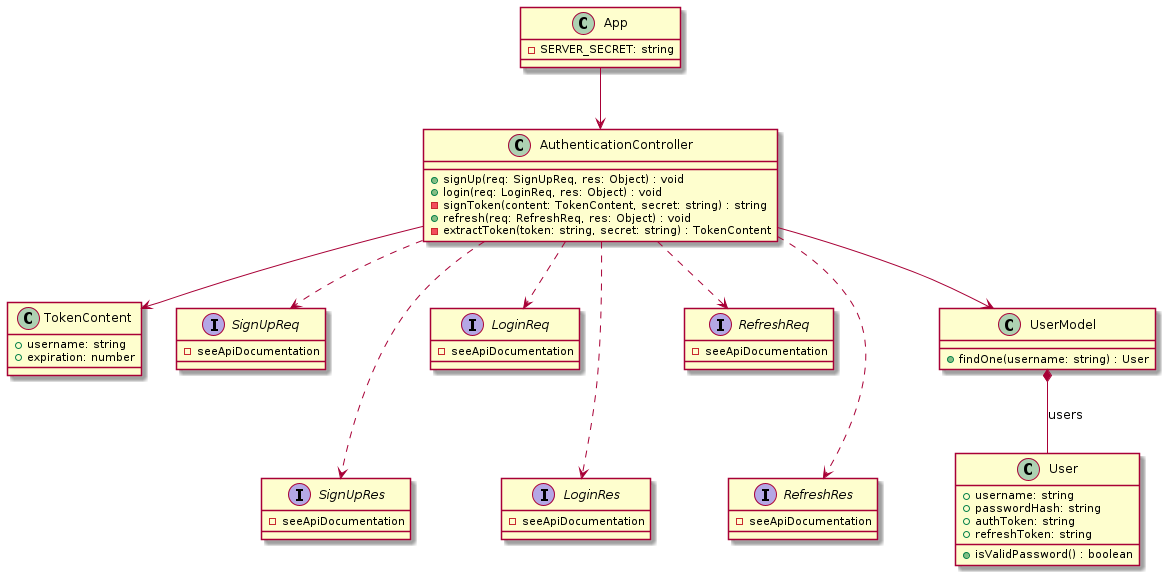 C App
SERVER_SECRET: string
C AuthenticationController
signUp(req: SignUpReq, res: Object) : void
login(req: LoginReq, res: Object) : void
signToken(content: TokenContent, secret: string) : string
refresh(req: RefreshReq, res: Object) : void
extractToken(token: string, secret: string) : TokenContent
C TokenContent
username: string
expiration: number
I SignUpReq
seeApiDocumentation
I LoginReq
seeApiDocumentation
I RefreshReq
seeApiDocumentation
C UserModel
findOne(username: string) : User
users
I SignUpRes
seeApiDocumentation
I LoginRes
seeApiDocumentation
I RefreshRes
seeApiDocumentation
C User
username: string
passwordHash: string
authToken: string
refreshToken: string
isValidPassword() : boolean